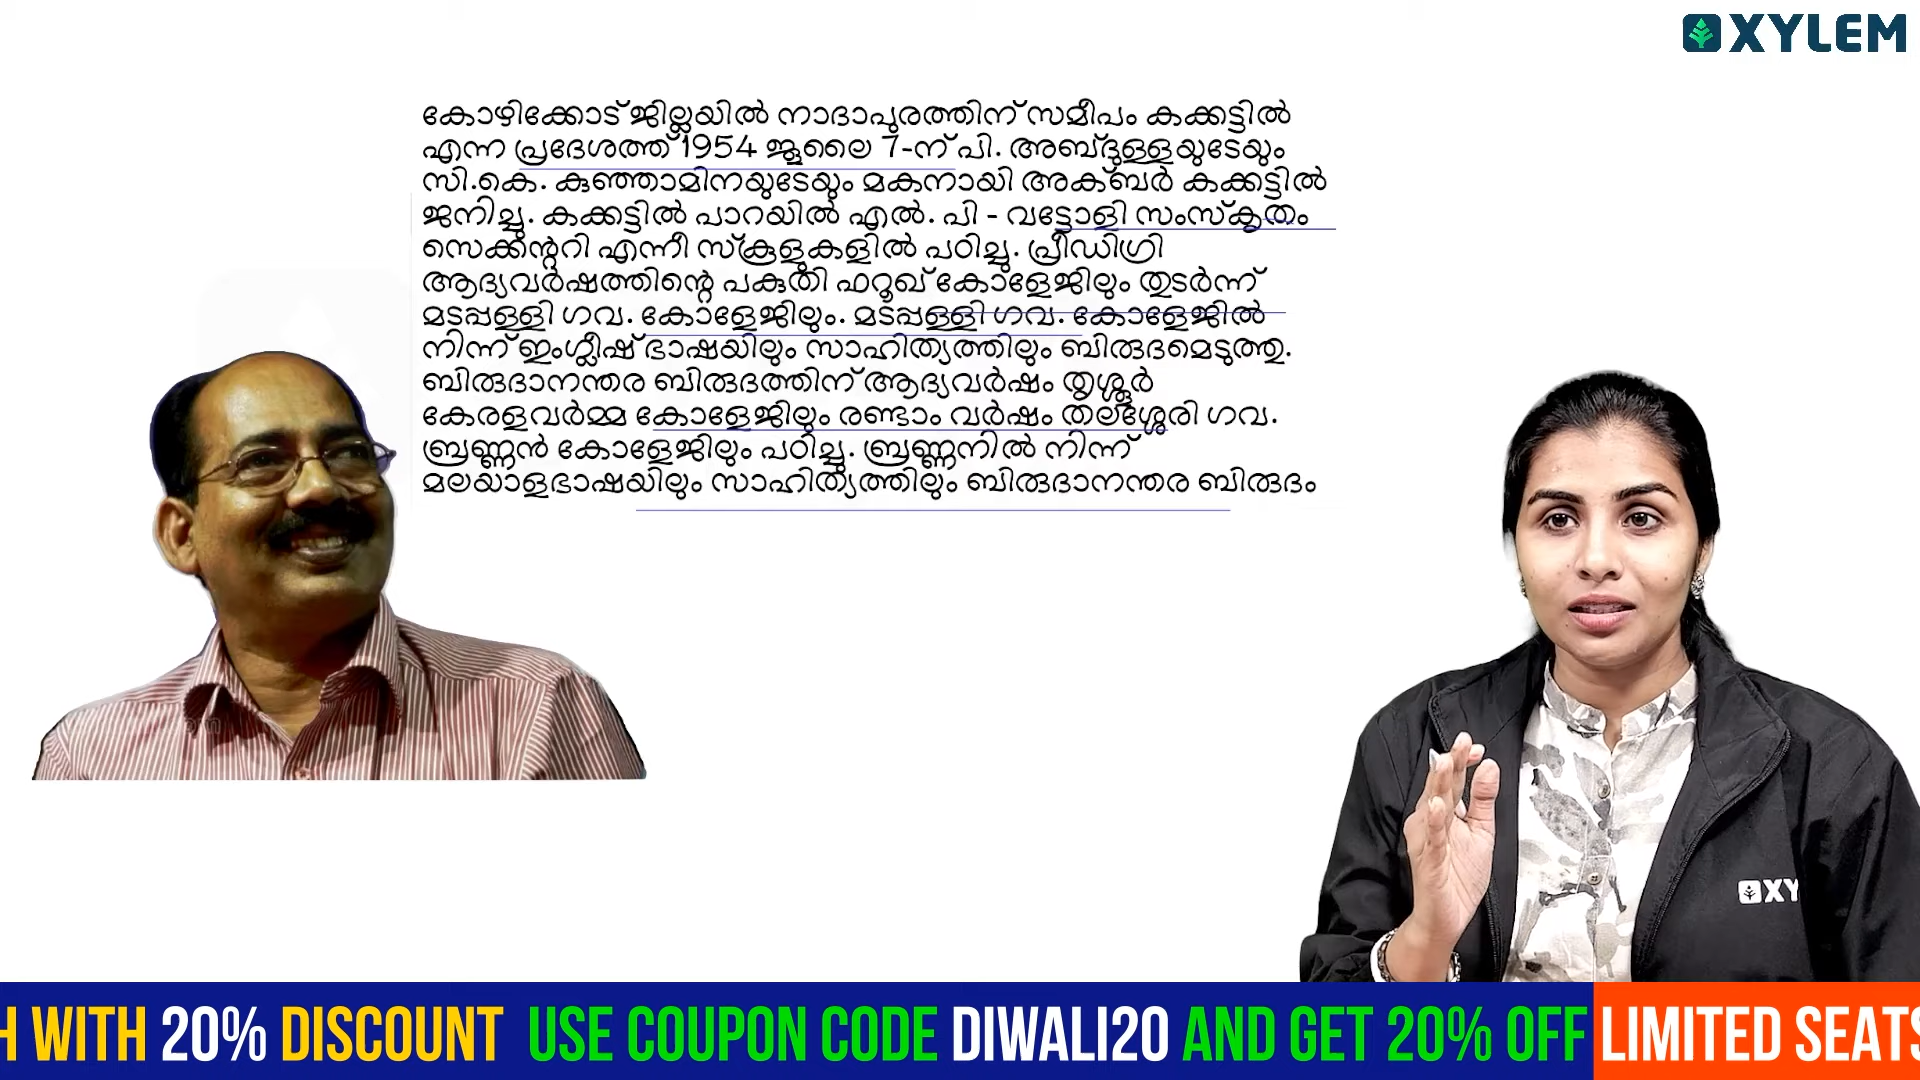 XYLEM
കോഴിക്കോട് ജില്ലയിൽ നാദാപുരത്തിന് സമീപം കക്കട്ടിൽ
എന്ന പ്രദേശത്ത് 1954 ജൂലൈ 7-ന് പി. അബ്ദുള്ളയുടേയും
സി.കെ. കുഞ്ഞാമിനയുടേയും മകനായി അക്ബർ കക്കട്ടിൽ
ജനിച്ചു. കക്കട്ടിൽ പാറയിൽ എൽ. പി - വട്ടോളി സംസ്കൃതം
സെക്കന്ററി എന്നീ സ്കൂളുകളിൽ പഠിച്ചു. പ്രീഡിഗ്രി
ആദ്യവർഷത്തിന്റെ പകുതി ഫറൂഖ് കോളേജിലും തുടർന്ന്
മടപ്പള്ളി ഗവ. കോളേജിലും. മടപ്പള്ളി ഗവ. കോളേജിൽ
നിന്ന് ഇംഗ്ലീഷ് ഭാഷയിലും സാഹിത്യത്തിലും ബിരുദമെടുത്തു.
ബിരുദാനന്തര ബിരുദത്തിന് ആദ്യവർഷം തൃശ്ശൂർ
കേരളവർമ്മ കോളേജിലും രണ്ടാം വർഷം തലശ്ശേരി ഗവ.
ബ്രണ്ണൻ കോളേജിലും പഠിച്ചു. ബ്രണ്ണനിൽ നിന്ന്
മലയാളഭാഷയിലും സാഹിത്യത്തിലും ബിരുദാനന്തര ബിരുദം
XY
H WITH 20% DISCOUNT USE COUPON CODE DIWALI20 AND GET 20% OFF LIMITED SEATS